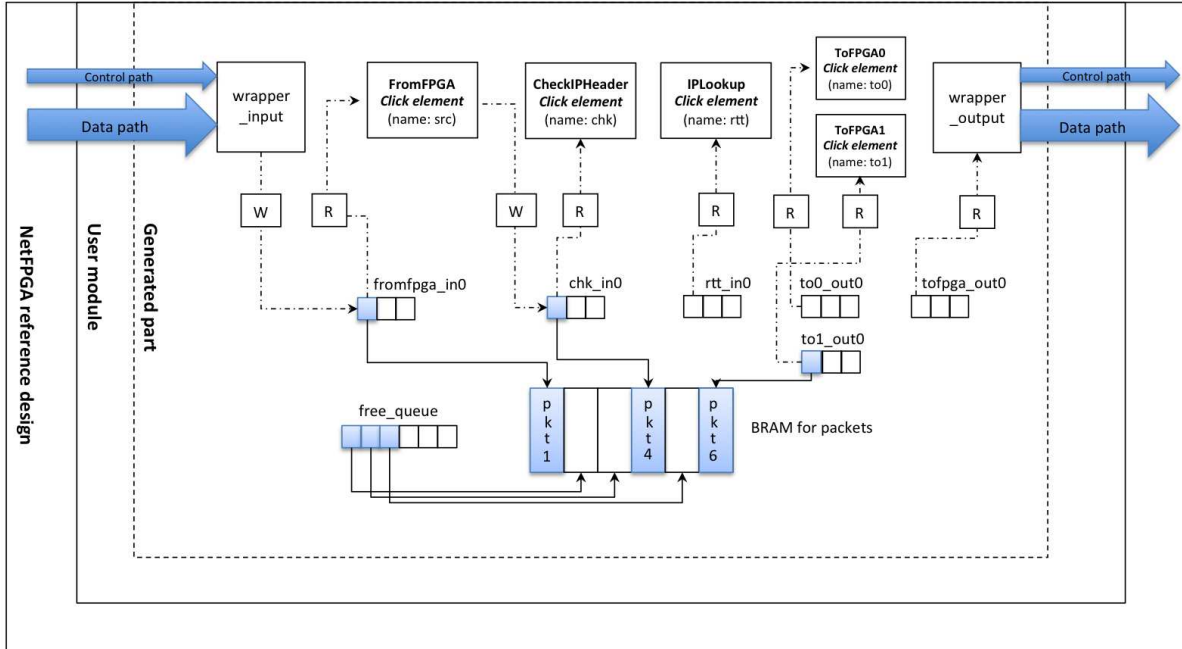 NetFPGA reference design
User module
Generated part
Control path
Data path
wrapper
_input
FromFPGA
Click element
(name: src)
CheckIPHeader
Click element
(name: chk)
IPLookup
Click element
(name: rtt)
ToFPGA0
Click element
(name: to0)
ToFPGA1
Click element
(name: to1)
wrapper
_output
Control path
Data path
W
R
W
R
R
R
R
R
fromfpga_in0
chk_in0
rtt_in0
to0_out0
tofpga_out0
to1_out0
free_queue
pkt1
pkt4
pkt6
BRAM for packets